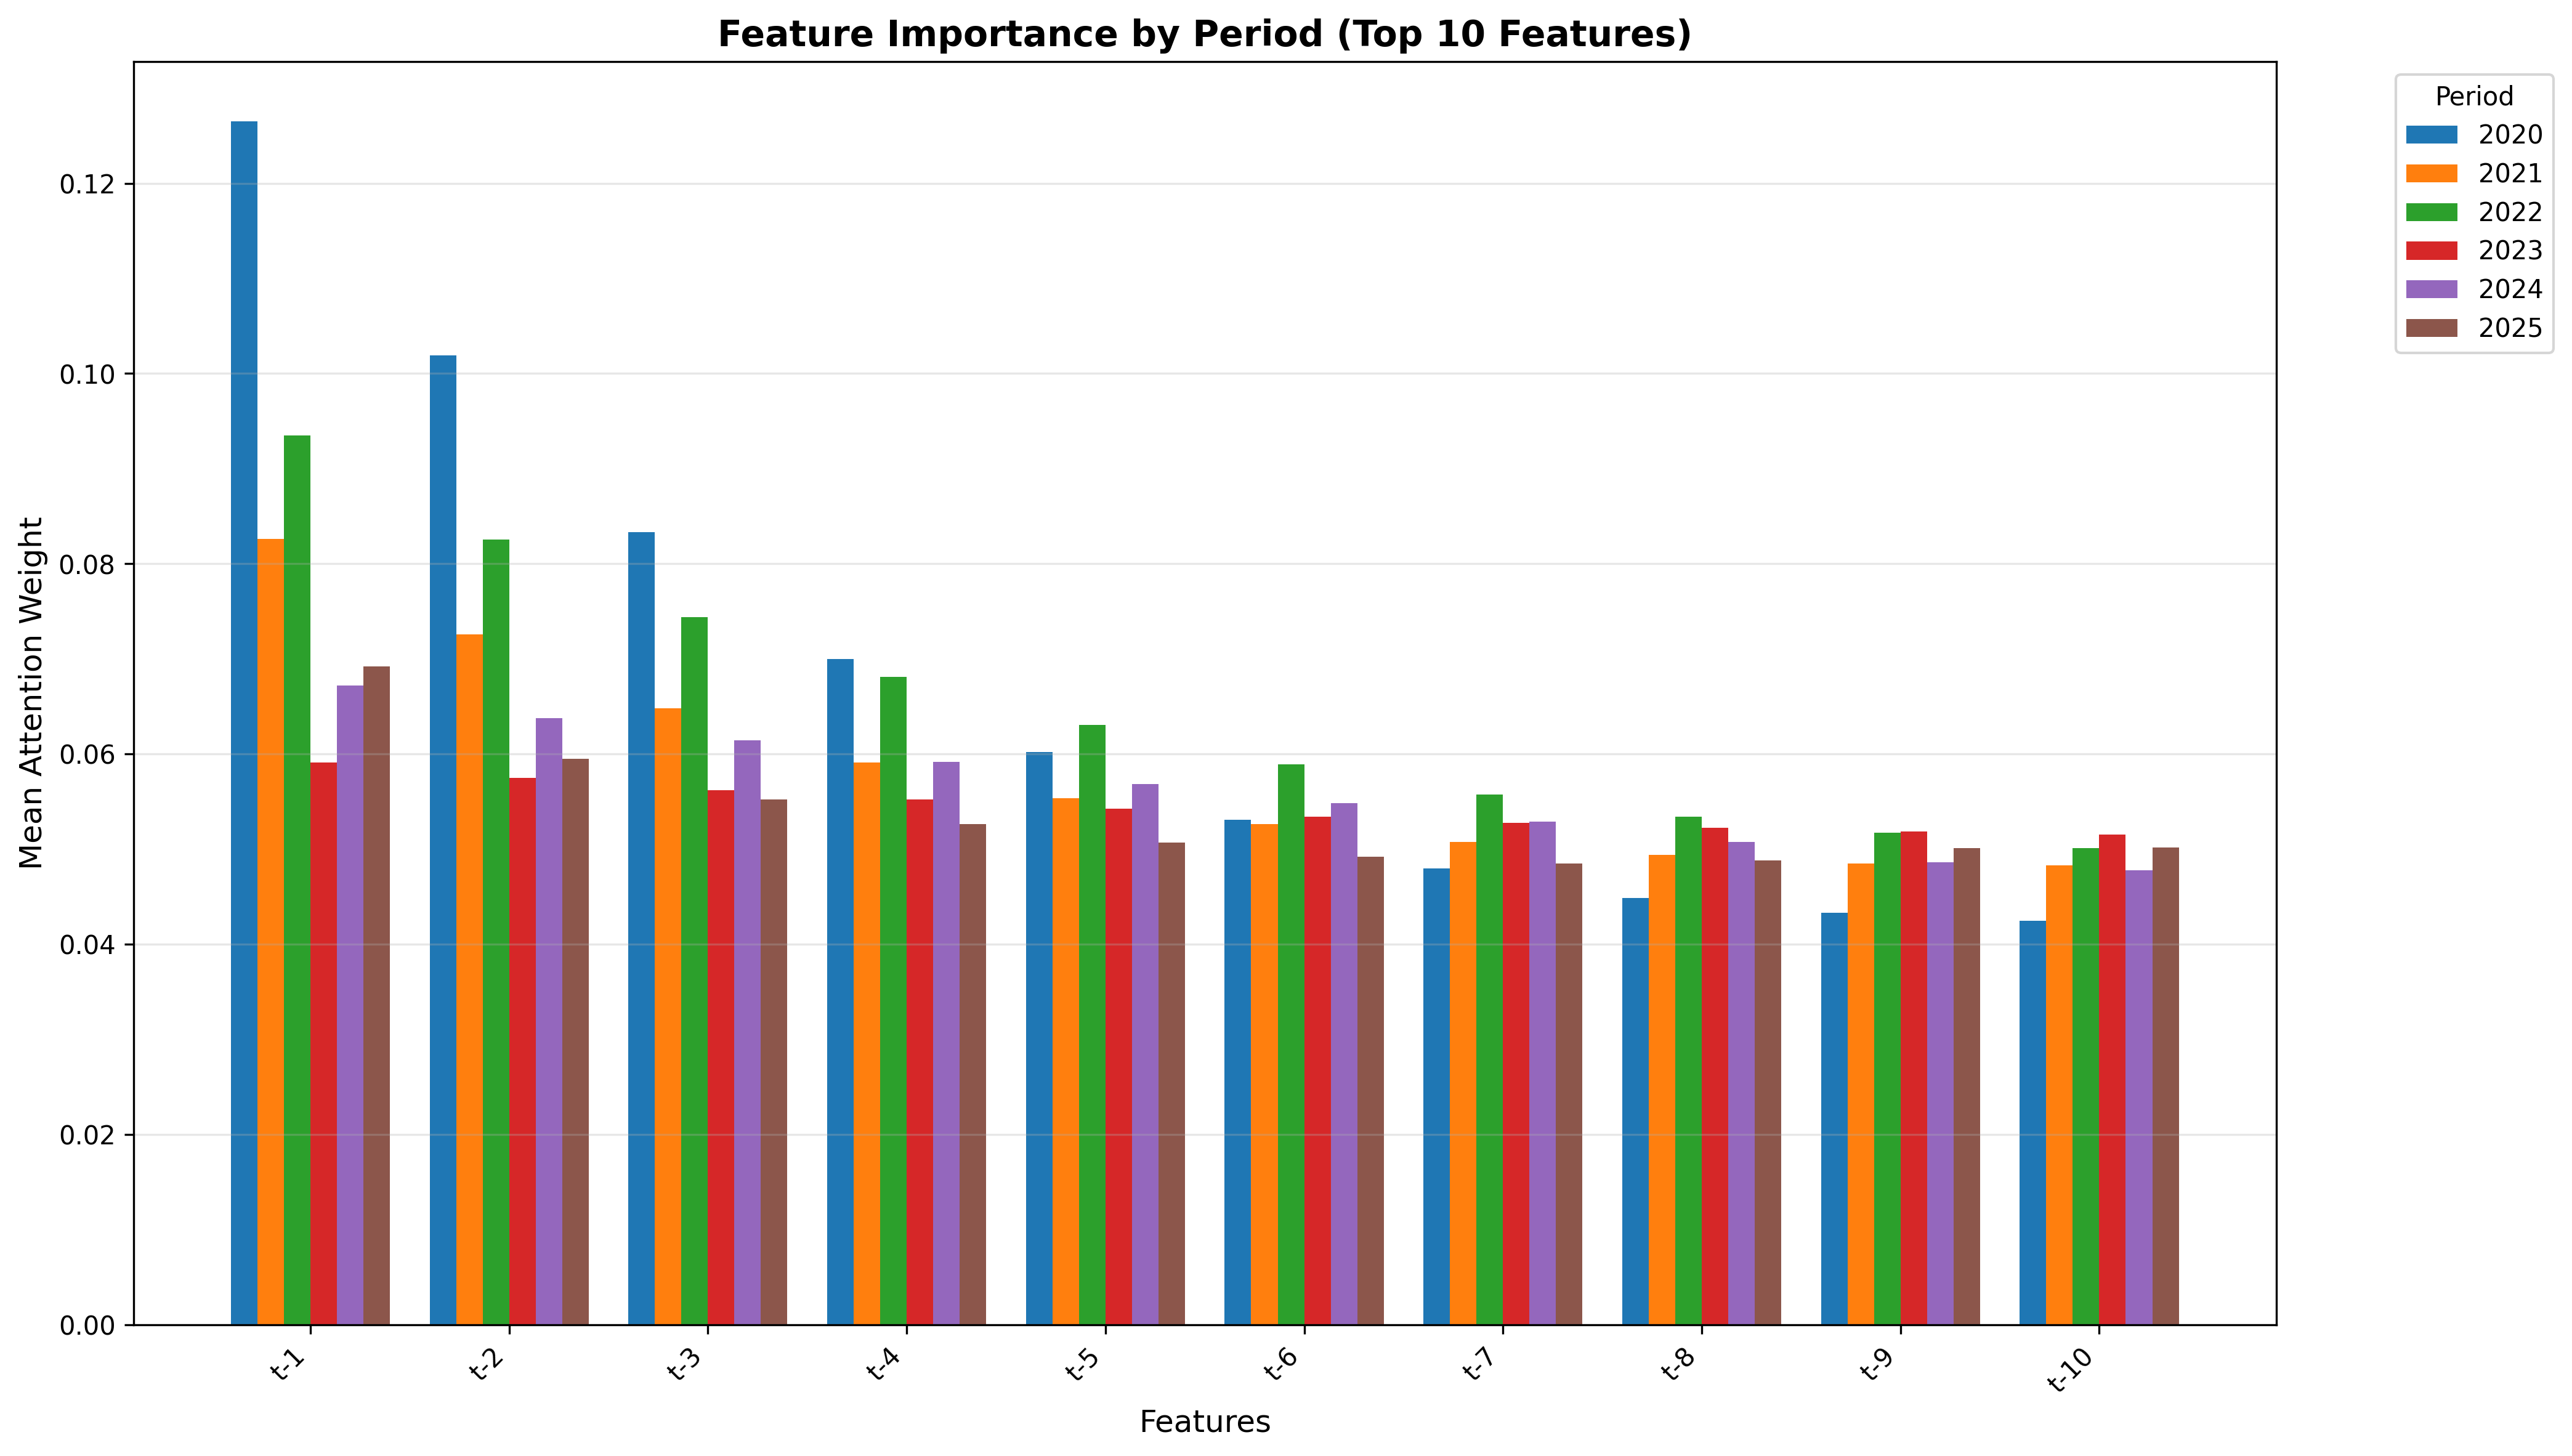 Feature Importance by Period (Top 10 Features)
Period
2020
2021
2022
2023
2024
2025
Mean Attention Weight
0.12
0.10
0.08
0.06
0.04
0.02
0.00
t-1
t-2
t-3
t-4
t-5
t-6
t-7
t-8
t-9
t-10
Features